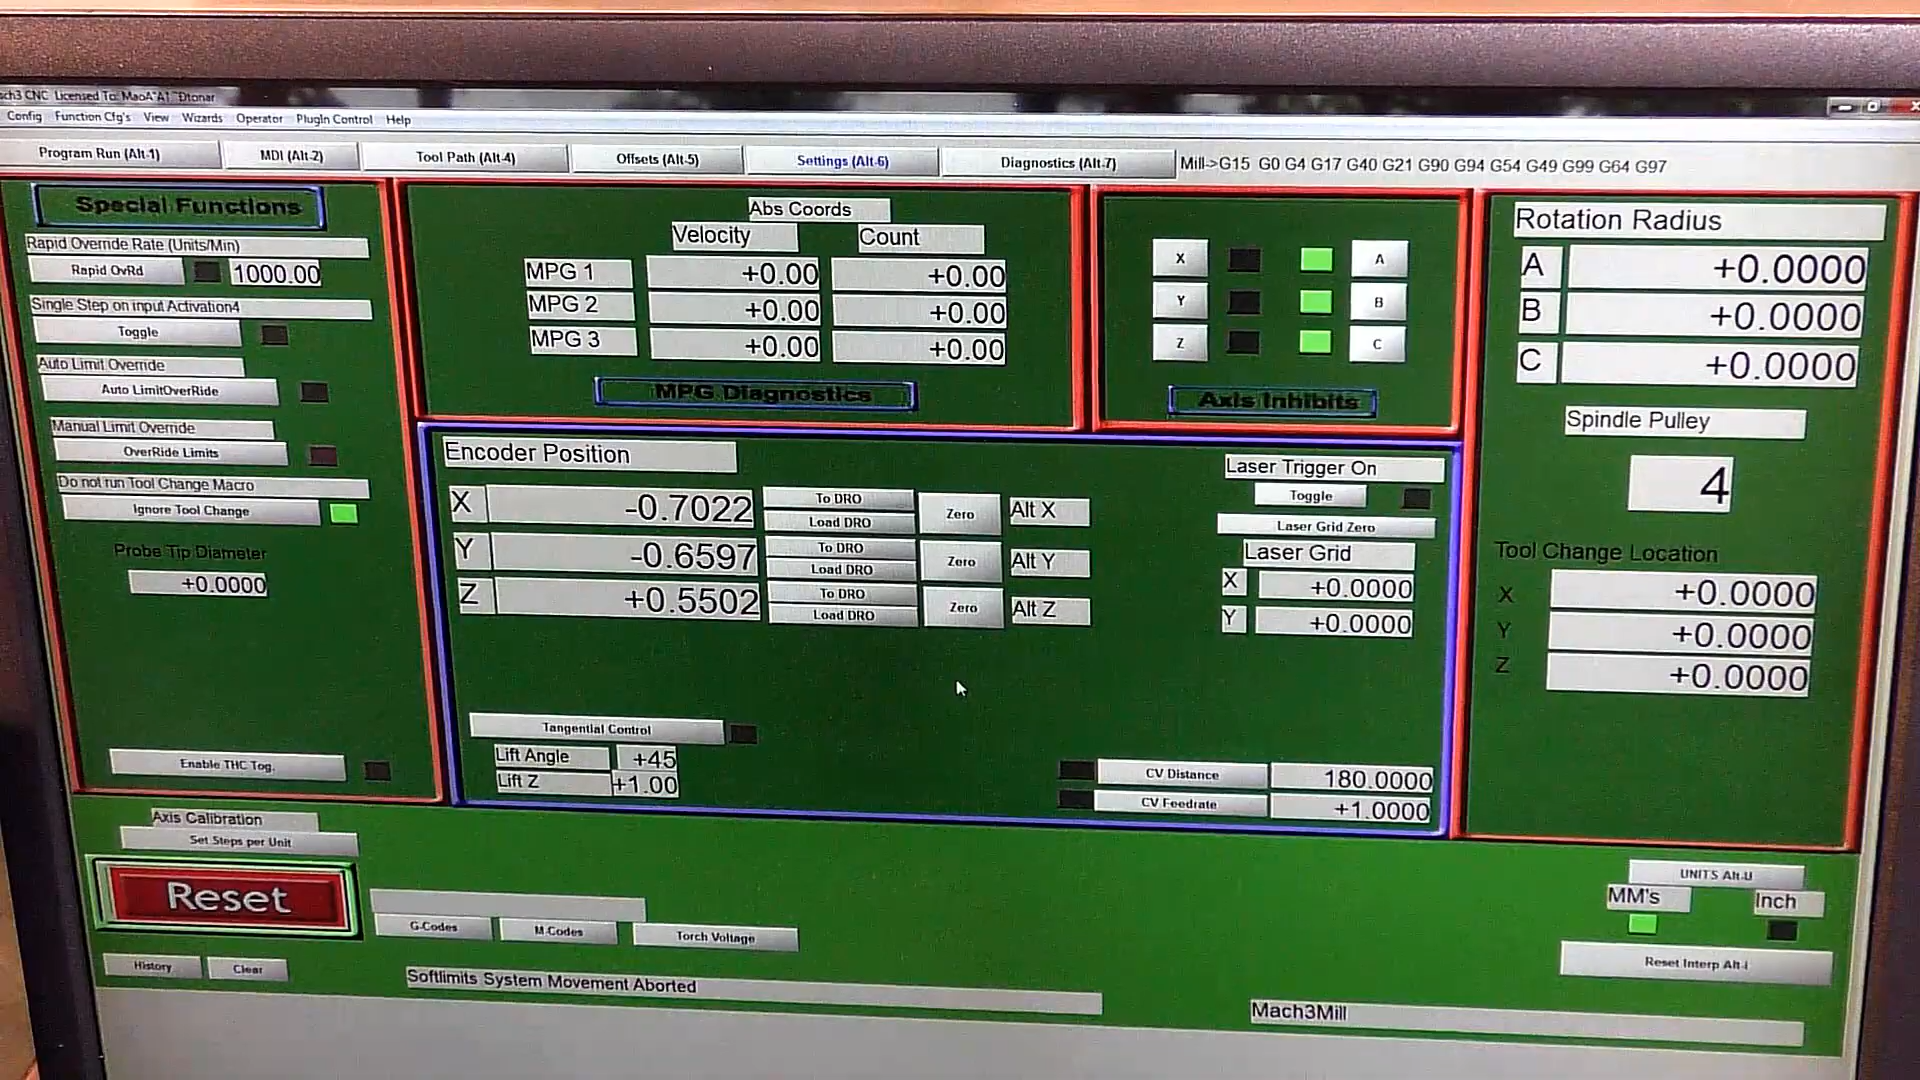 ch3 CNC Licensed To:
Config Function Cfg's View Wizards Operator PlugIn Control Help
Program Run (Alt-1) MDI (Alt-2) Tool Path (Alt-4) Offsets (Alt-5) Settings (Alt-6) Diagnostics (Alt-7) Mill->G15 G0 G4 G17 G40 G21 G90 G94 G54 G49 G99 G64 G97
Special Functions
Rapid Override Rate (Units/Min)
Rapid OvRd 1000.00
Single Step on input Activation4
Toggle
Auto Limit Override
Auto LimitOverRide
Manual Limit Override
OverRide Limits
Do not run Tool Change Macro
Ignore Tool Change
Probe Tip Diameter
+0.0000
Enable THC Tog.
Abs Coords
Velocity Count
MPG 1 +0.00 +0.00
MPG 2 +0.00 +0.00
MPG 3 +0.00 +0.00
MPG Diagnostics
X A
Y B
Z C
Axis Inhibits
Rotation Radius
A +0.0000
B +0.0000
C +0.0000
Spindle Pulley
4
Tool Change Location
X +0.0000
Y +0.0000
Z +0.0000
Encoder Position
X -0.7022 To DRO Load DRO Zero Alt X
Y -0.6597 To DRO Load DRO Zero Alt Y
Z +0.5502 To DRO Load DRO Zero Alt Z
Laser Trigger On
Toggle
Laser Grid Zero
Laser Grid
X +0.0000
Y +0.0000
Tangential Control
Lift Angle +45
Lift Z +1.00
CV Distance 180.0000
CV Feedrate +1.0000
Axis Calibration
Set Steps per Unit
Reset
G-Codes M-Codes Torch Voltage
History Clear
Softlimits System Movement Aborted
UNITS Alt-U
MM's Inch
Reset Interp Alt-I
Mach3Mill